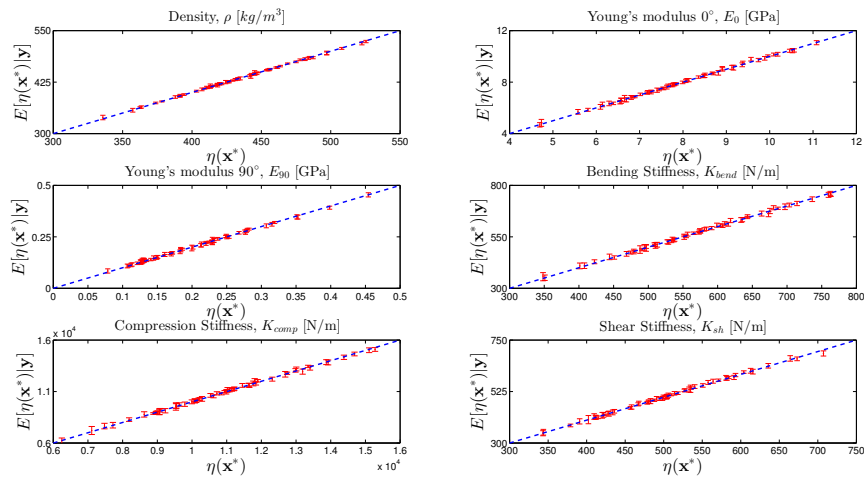 Density, ρ [kg/m³]
550
425
300
E[η(x*)|y]
300 350 400 450 500 550
η(x*)
Young's modulus 0°, E₀ [GPa]
12
8
4
E[η(x*)|y]
4 5 6 7 8 9 10 11 12
η(x*)
Young's modulus 90°, E₉₀ [GPa]
0.5
0.25
0
E[η(x*)|y]
0 0.05 0.1 0.15 0.2 0.25 0.3 0.35 0.4 0.45 0.5
η(x*)
Bending Stiffness, K_bend [N/m]
800
550
300
E[η(x*)|y]
300 350 400 450 500 550 600 650 700 750 800
η(x*)
Compression Stiffness, K_comp [N/m]
x 10⁴
1.6
1.1
0.6
E[η(x*)|y]
0.6 0.7 0.8 0.9 1 1.1 1.2 1.3 1.4 1.5 1.6
x 10⁴
η(x*)
Shear Stiffness, K_sh [N/m]
750
525
300
E[η(x*)|y]
300 350 400 450 500 550 600 650 700 750
η(x*)